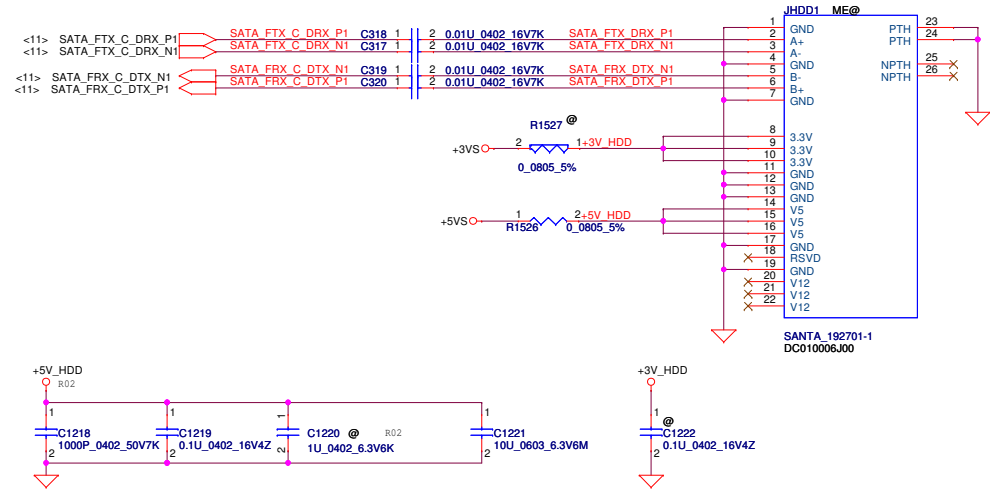 JHDD1 ME@
<11> SATA_FTX_C_DRX_P1 SATA_FTX_C_DRX_P1 C318 1 2 0.01U_0402_16V7K SATA_FTX_DRX_P1
<11> SATA_FTX_C_DRX_N1 SATA_FTX_C_DRX_N1 C317 1 2 0.01U_0402_16V7K SATA_FTX_DRX_N1
<11> SATA_FRX_C_DTX_N1 SATA_FRX_C_DTX_N1 C319 1 2 0.01U_0402_16V7K SATA_FRX_DTX_N1
<11> SATA_FRX_C_DTX_P1 SATA_FRX_C_DTX_P1 C320 1 2 0.01U_0402_16V7K SATA_FRX_DTX_P1
1 GND
2 A+
3 A-
4 GND
5 B-
6 B+
7 GND
8 3.3V
9 3.3V
10 3.3V
11 GND
12 GND
13 GND
14 V5
15 V5
16 V5
17 GND
18 RSVD
19 GND
20 V12
21 V12
22 V12
PTH 23
PTH 24
NPTH 25
NPTH 26
R1527 @
+3VS 2 1 +3V_HDD
0_0805_5%
+5VS 1 2 +5V_HDD
R1526 0_0805_5%
SANTA_192701-1
DC010006J00
+5V_HDD
R02
1 C1218 2
1000P_0402_50V7K
1 C1219 2
0.1U_0402_16V4Z
1 C1220 @ R02 2
1U_0402_6.3V6K
1 C1221 2
10U_0603_6.3V6M
+3V_HDD
1 @ C1222 2
0.1U_0402_16V4Z